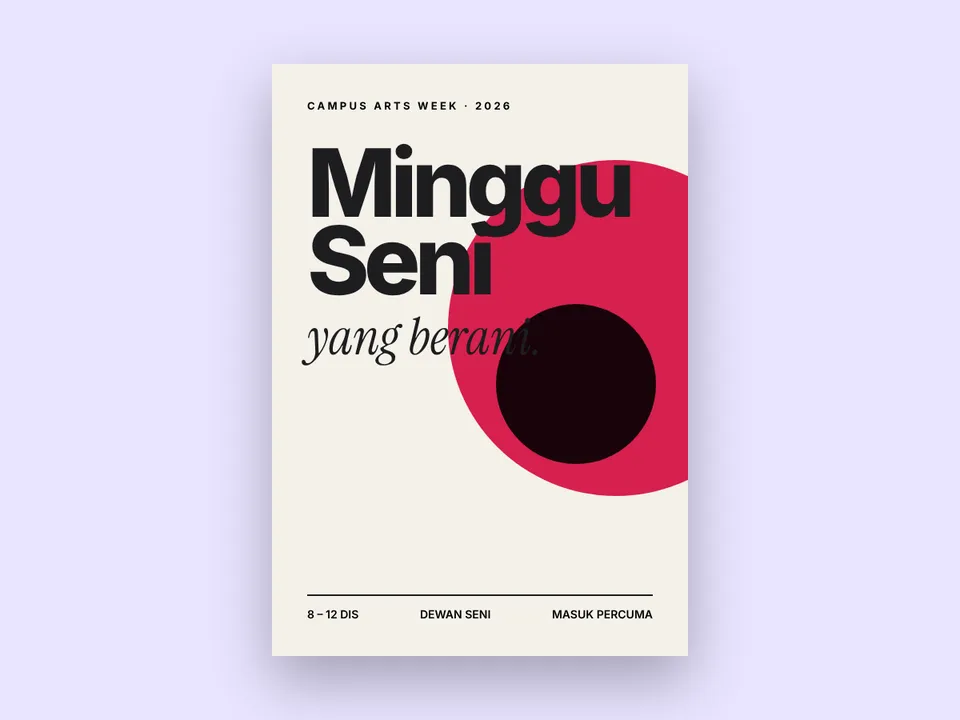 CAMPUS ARTS WEEK · 2026
Minggu
Seni
yang berani.
8 – 12 DIS DEWAN SENI MASUK PERCUMA